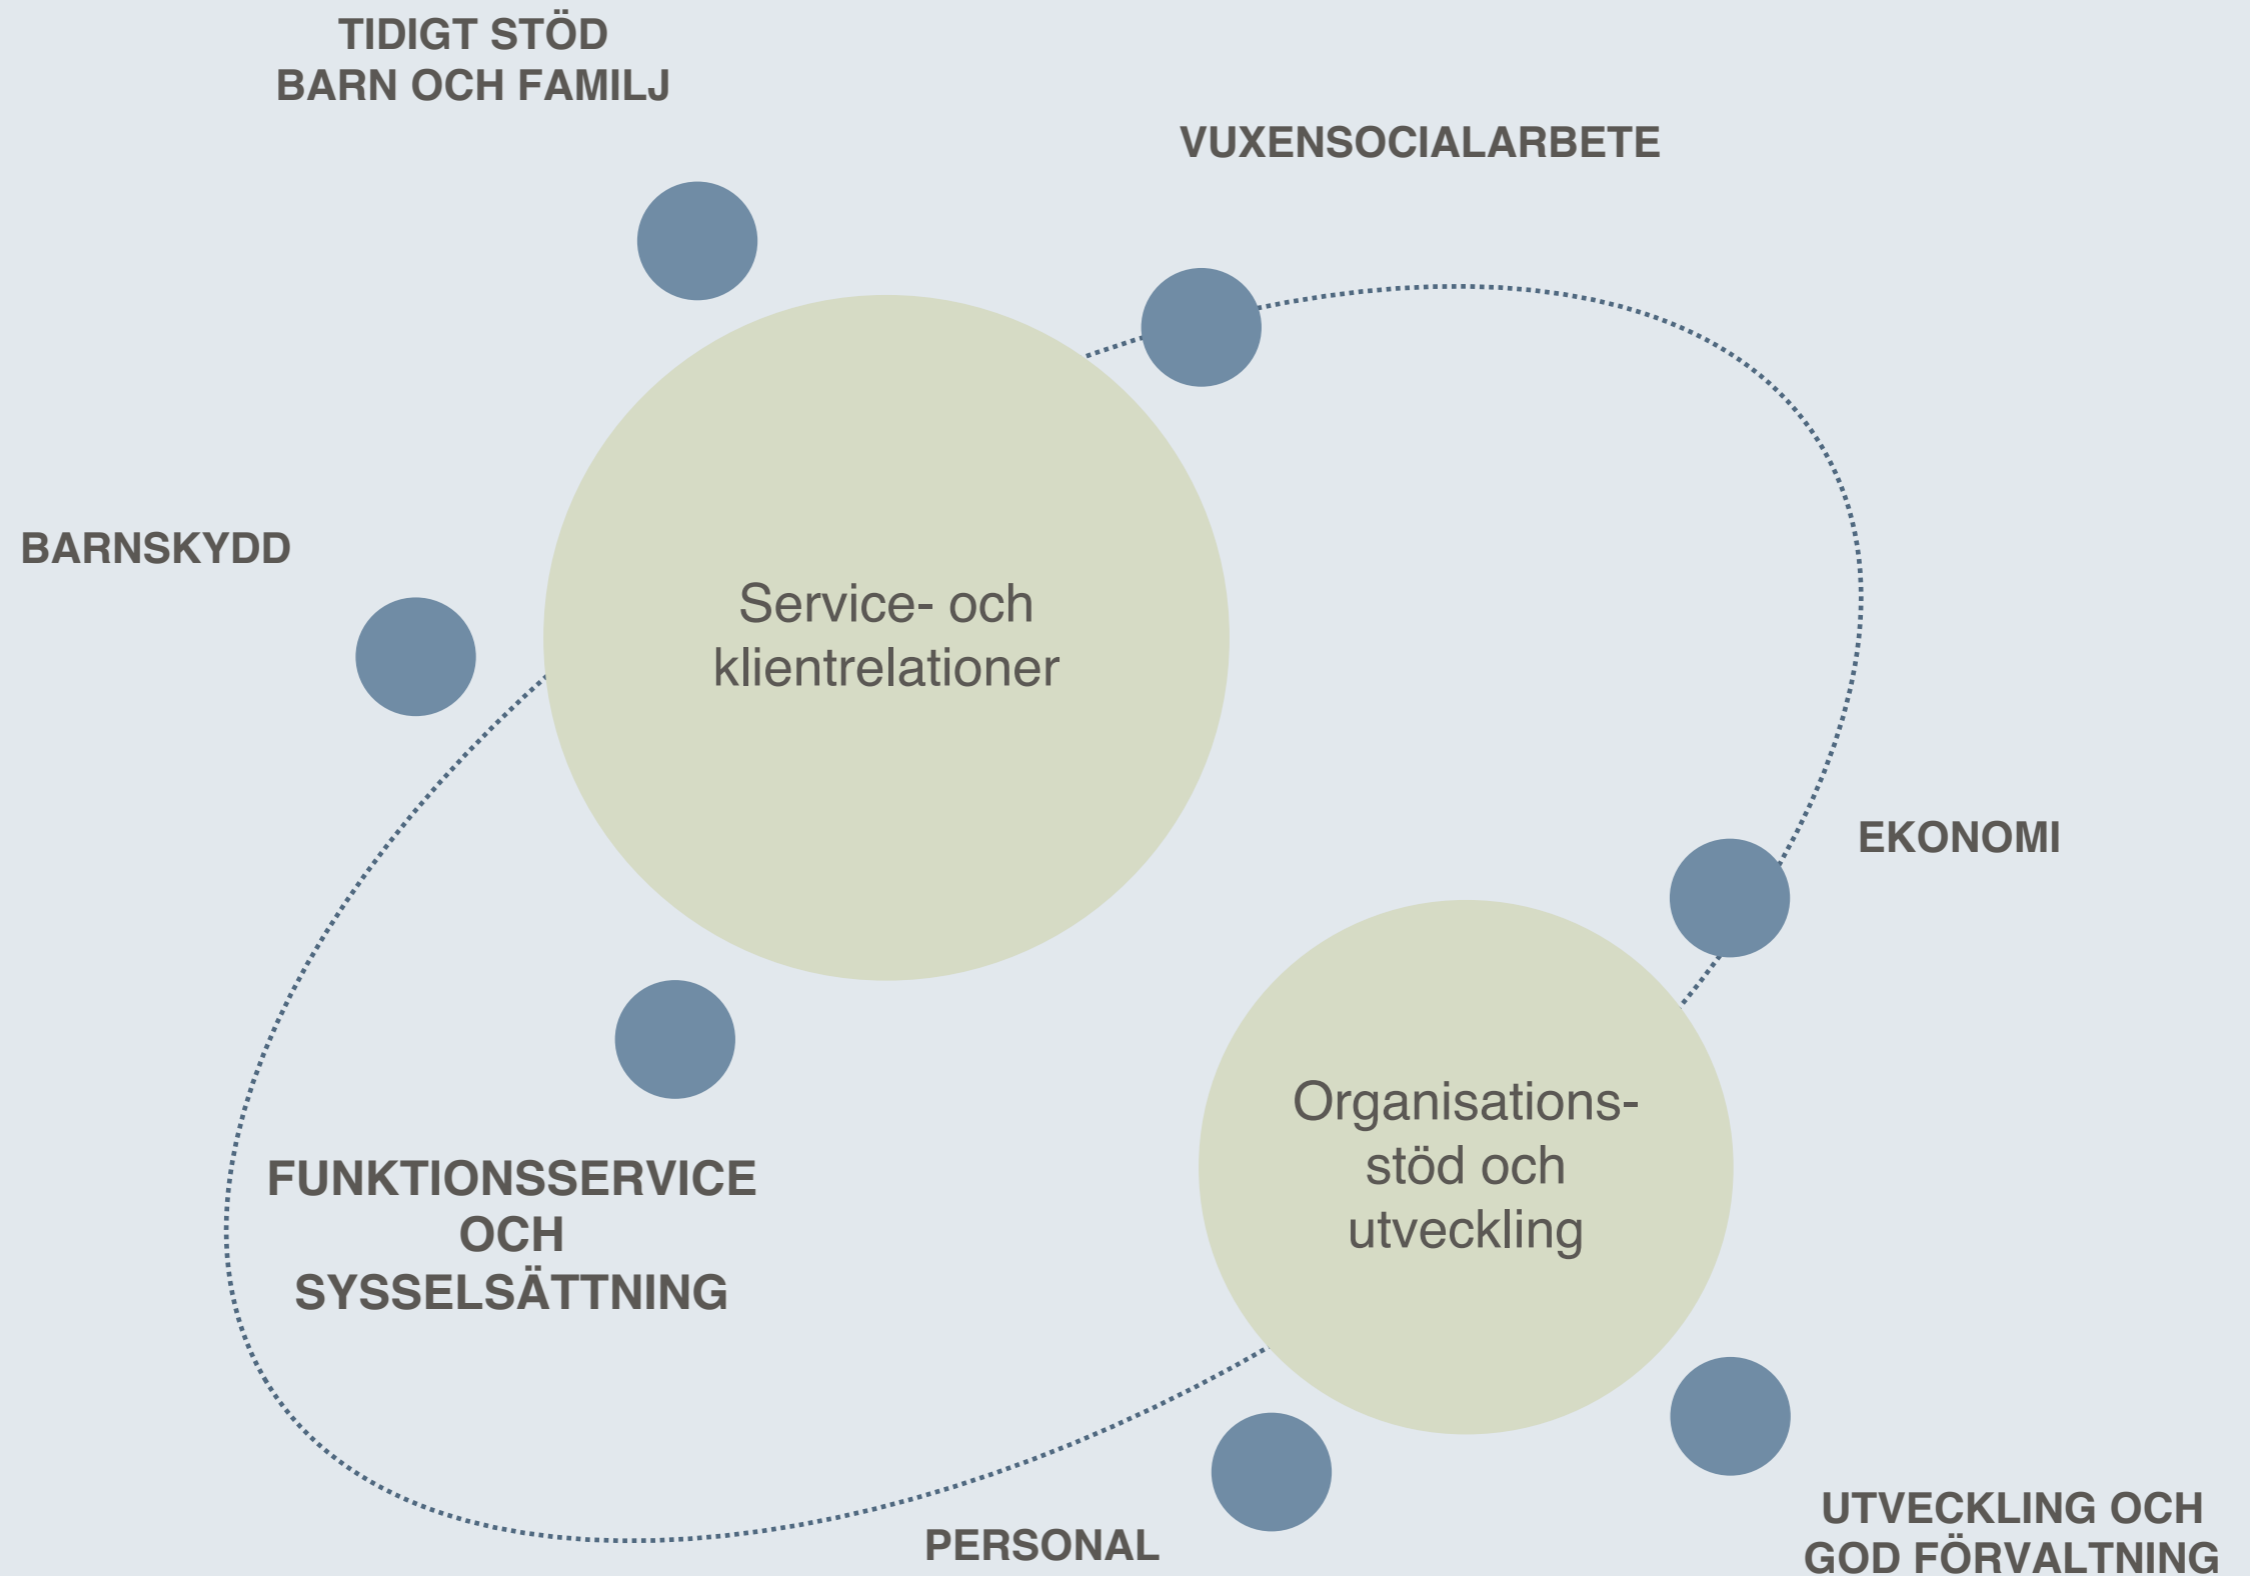 TIDIGT STÖD
BARN OCH FAMILJ
VUXENSOCIALARBETE
BARNSKYDD
Service- och
klientrelationer
EKONOMI
Organisations-
stöd och
utveckling
FUNKTIONSSERVICE
OCH
SYSSELSÄTTNING
PERSONAL
UTVECKLING OCH
GOD FÖRVALTNING